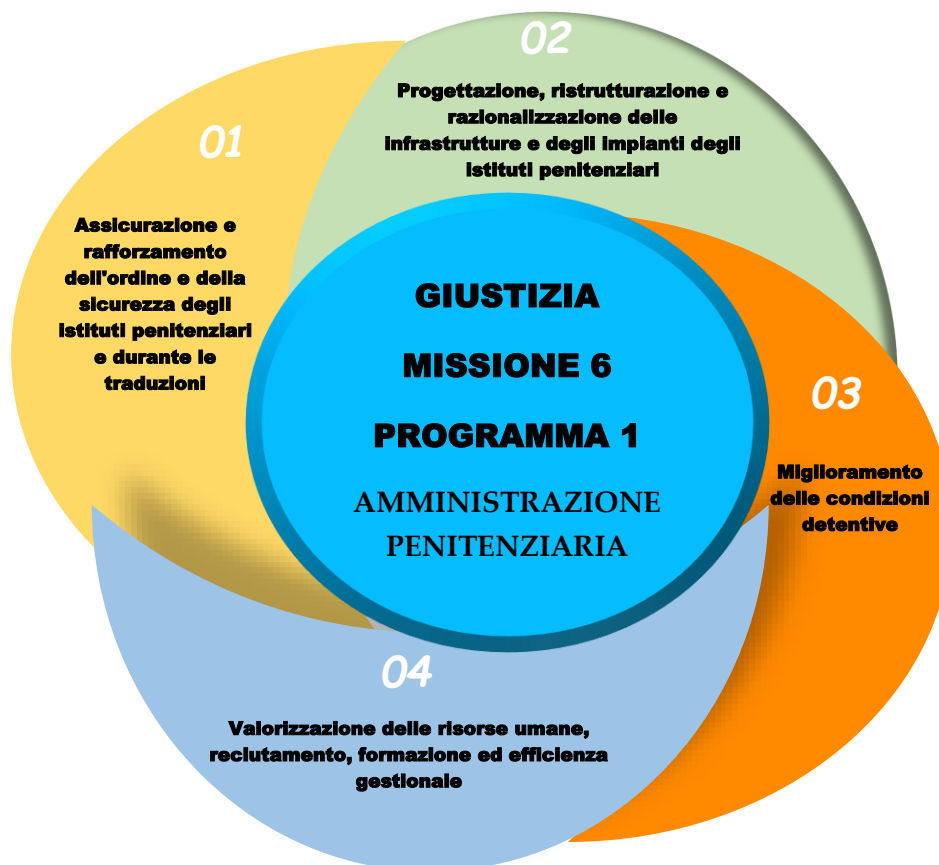 01
Assicurazione e
rafforzamento
dell'ordine e della
sicurezza degli
istituti penitenziari
e durante le
traduzioni
02
Progettazione, ristrutturazione e
razionalizzazione delle
infrastrutture e degli impianti degli
istituti penitenziari
03
Miglioramento
delle condizioni
detentive
04
Valorizzazione delle risorse umane,
reclutamento, formazione ed efficienza
gestionale
GIUSTIZIA
MISSIONE 6
PROGRAMMA 1
AMMINISTRAZIONE
PENITENZIARIA